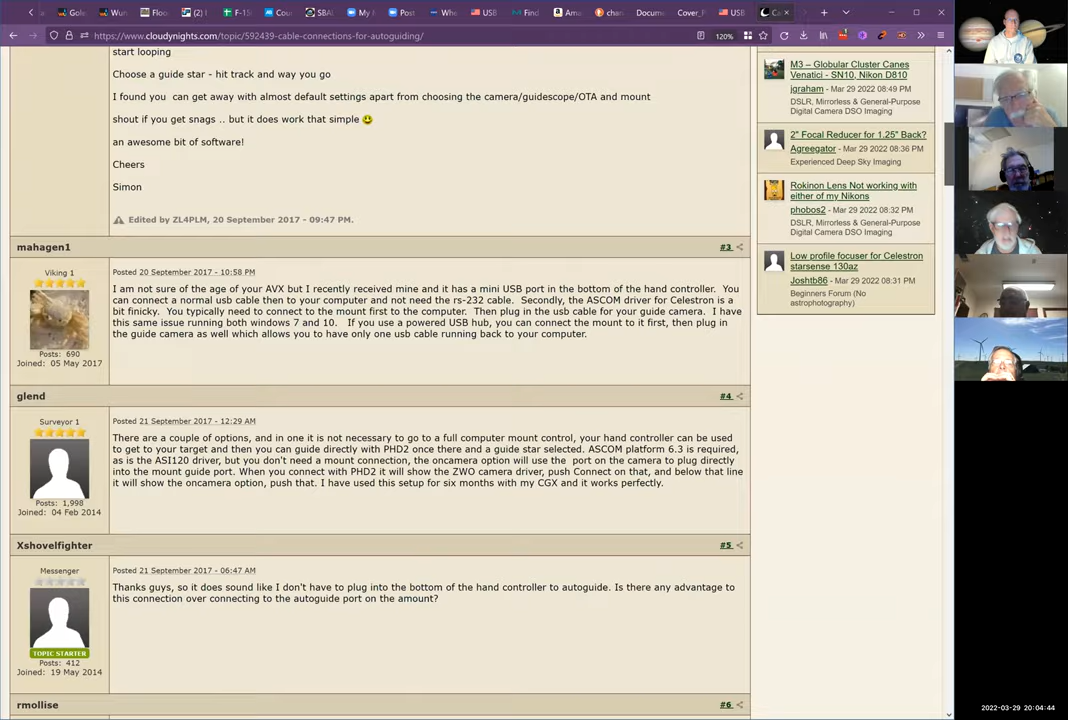 Golo
Wun
Floo
(2) I
F-15
Cou
SBA
My I
Post
Whe
USB
Find
Ama
chan
Docum
Cover_F
USB
Ca
https://www.cloudynights.com/topic/592439-cable-connections-for-autoguiding/
120%
start looping
Choose a guide star - hit track and way you go
I found you  can get away with almost default settings apart from choosing the camera/guidescope/OTA and mount
shout if you get snags .. but it does work that simple
an awesome bit of software!
Cheers
Simon
Edited by ZL4PLM, 20 September 2017 - 09:47 PM.
mahagen1
#3
Viking 1
Posts: 690
Joined: 05 May 2017
Posted 20 September 2017 - 10:58 PM
I am not sure of the age of your AVX but I recently received mine and it has a mini USB port in the bottom of the hand controller.  You
can connect a normal usb cable then to your computer and not need the rs-232 cable.  Secondly, the ASCOM driver for Celestron is a
bit finicky.  You typically need to connect to the mount first to the computer.  Then plug in the usb cable for your guide camera.  I have
this same issue running both windows 7 and 10.   If you use a powered USB hub, you can connect the mount to it first, then plug in
the guide camera as well which allows you to have only one usb cable running back to your computer.
glend
#4
Surveyor 1
Posts: 1,998
Joined: 04 Feb 2014
Posted 21 September 2017 - 12:29 AM
There are a couple of options, and in one it is not necessary to go to a full computer mount control, your hand controller can be used
to get to your target and then you can guide directly with PHD2 once there and a guide star selected. ASCOM platform 6.3 is required,
as is the ASI120 driver, but you don't need a mount connection, the oncamera option will use the  port on the camera to plug directly
into the mount guide port. When you connect with PHD2 it will show the ZWO camera driver, push Connect on that, and below that line
it will show the oncamera option, push that. I have used this setup for six months with my CGX and it works perfectly.
Xshovelfighter
#5
Messenger
TOPIC STARTER
Posts: 412
Joined: 19 May 2014
Posted 21 September 2017 - 06:47 AM
Thanks guys, so it does sound like I don't have to plug into the bottom of the hand controller to autoguide. Is there any advantage to
this connection over connecting to the autoguide port on the amount?
rmollise
#6
M3 – Globular Cluster Canes
Venatici - SN10, Nikon D810
jgraham - Mar 29 2022 08:49 PM
DSLR, Mirrorless & General-Purpose
Digital Camera DSO Imaging
2" Focal Reducer for 1.25" Back?
Agreegator - Mar 29 2022 08:36 PM
Experienced Deep Sky Imaging
Rokinon Lens Not working with
either of my Nikons
phobos2 - Mar 29 2022 08:32 PM
DSLR, Mirrorless & General-Purpose
Digital Camera DSO Imaging
Low profile focuser for Celestron
starsense 130az
Joshtb86 - Mar 29 2022 08:31 PM
Beginners Forum (No
astrophotography)
2022-03-29 20:04:44